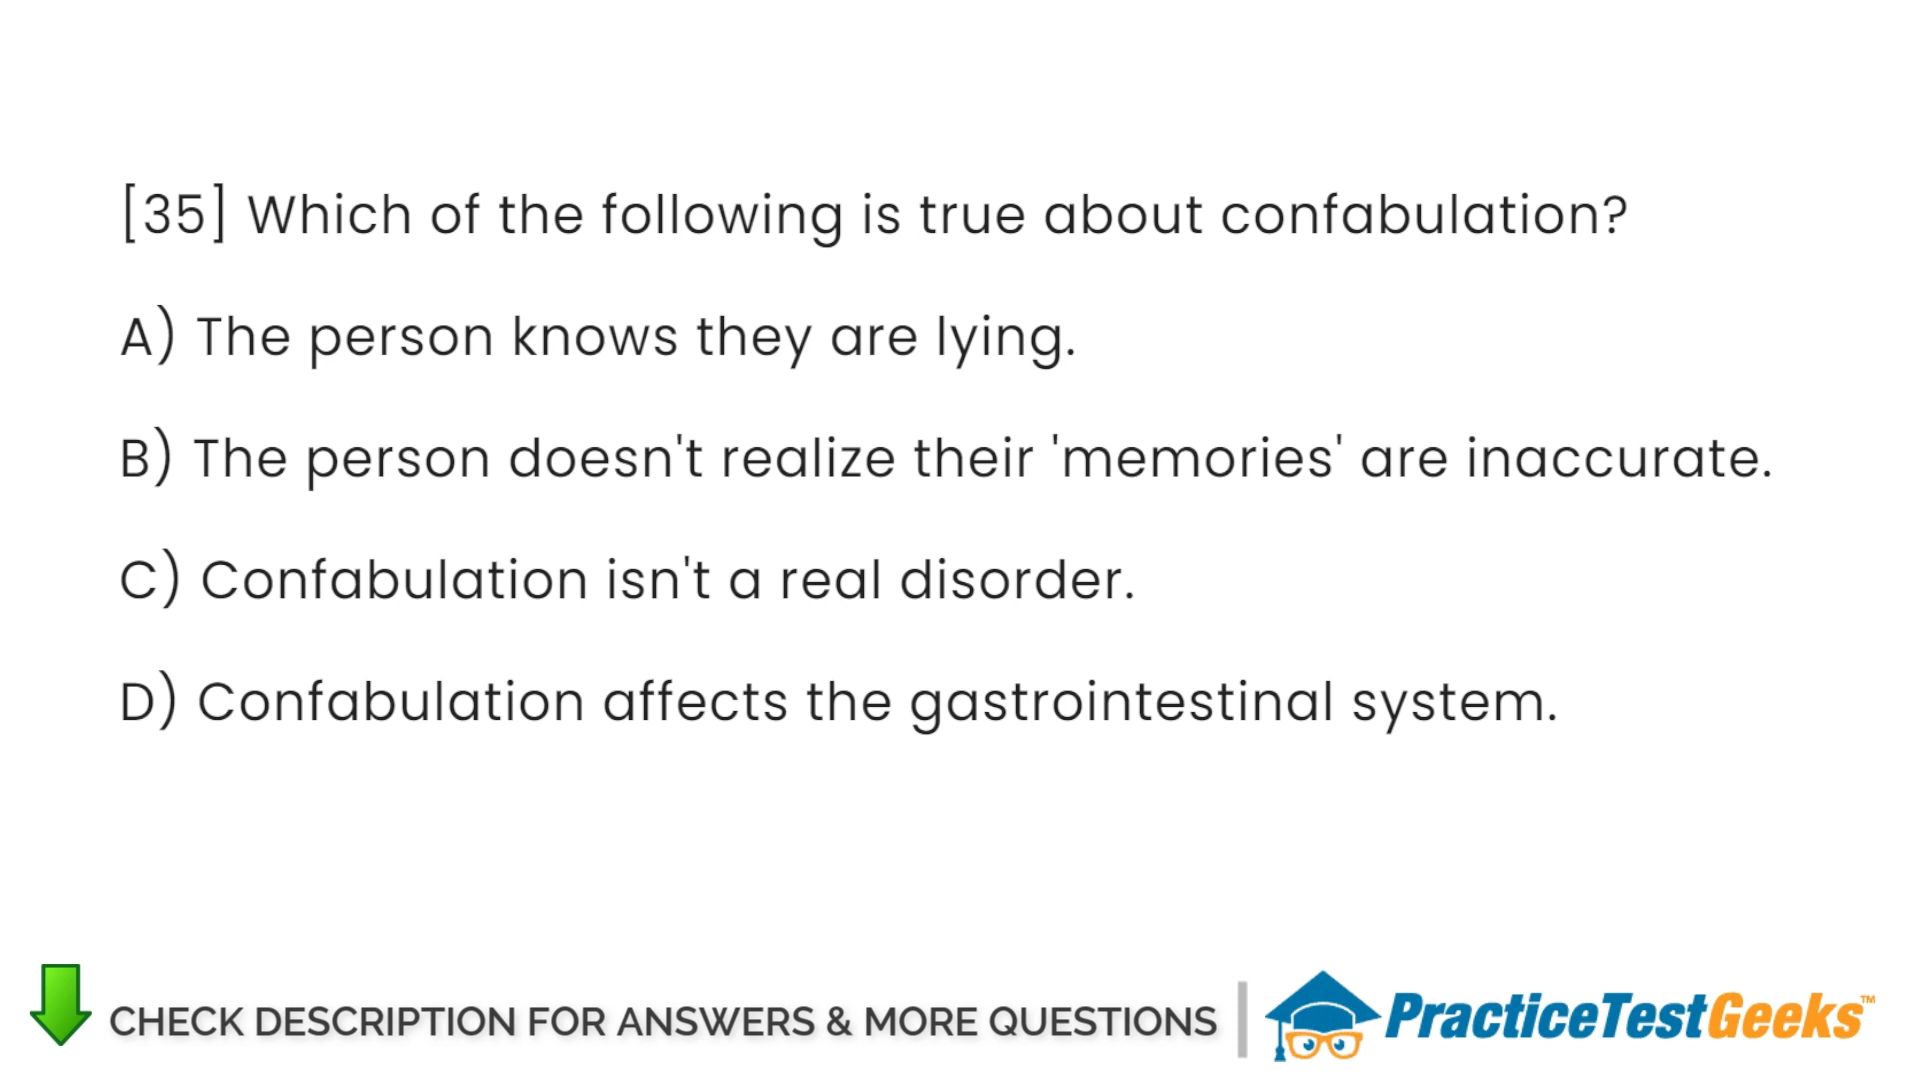 [35] Which of the following is true about confabulation?
A) The person knows they are lying.
B) The person doesn't realize their 'memories' are inaccurate.
C) Confabulation isn't a real disorder.
D) Confabulation affects the gastrointestinal system.
CHECK DESCRIPTION FOR ANSWERS & MORE QUESTIONS
PracticeTestGeeks™